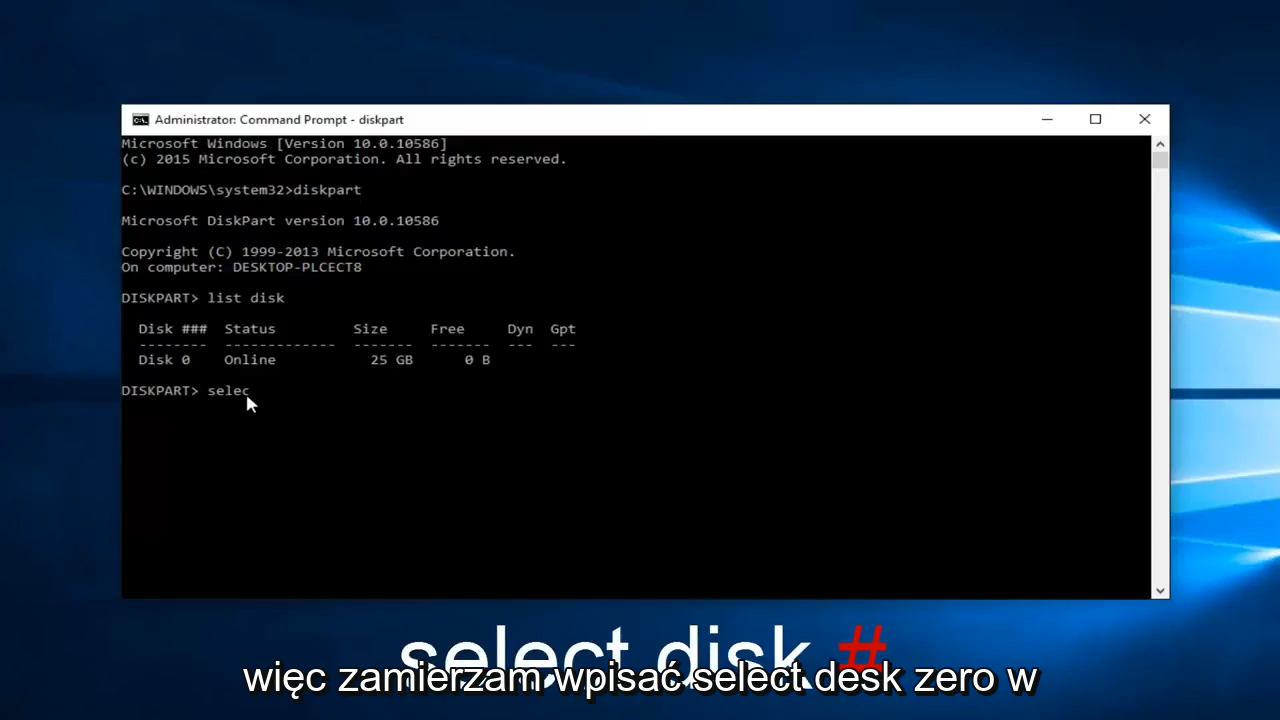 Administrator: Command Prompt - diskpart
Microsoft Windows [Version 10.0.10586]
(c) 2015 Microsoft Corporation. All rights reserved.
C:\WINDOWS\system32>diskpart
Microsoft DiskPart version 10.0.10586
Copyright (C) 1999-2013 Microsoft Corporation.
On computer: DESKTOP-PLCECT8
DISKPART> list disk
Disk ### Status Size Free Dyn Gpt
-------- ------------- ------- ------- --- ---
Disk 0 Online 25 GB 0 B
DISKPART> selec
select disk #
więc zamierzam wpisać select desk zero w